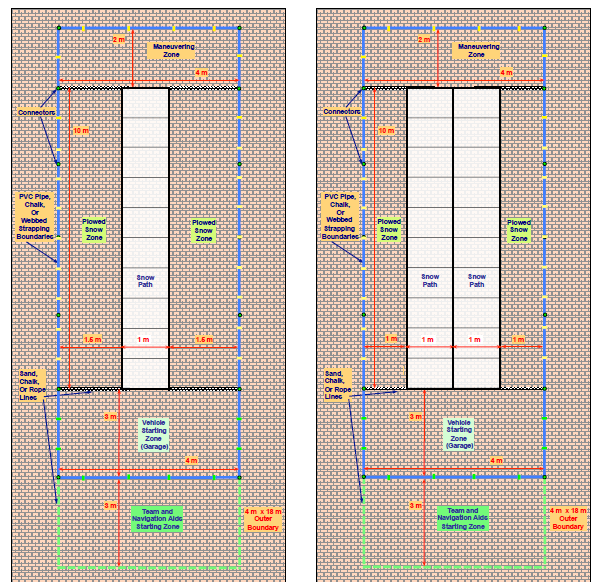 2 m
Maneuvering
Zone
4 m
Connectors
10 m
PVC Pipe,
Chalk,
Or
Webbed
Strapping
Boundaries
Plowed
Snow
Zone
Plowed
Snow
Zone
Snow
Path
1.5 m
1 m
1.5 m
Sand,
Chalk,
Or Rope
Lines
3 m
Vehicle
Starting
Zone
(Garage)
4 m
3 m
Team and
Navigation Aids
Starting Zone
4 m x 18 m
Outer
Boundary
2 m
Maneuvering
Zone
4 m
Connectors
10 m
PVC Pipe,
Chalk,
Or
Webbed
Strapping
Boundaries
Plowed
Snow
Zone
Plowed
Snow
Zone
Snow
Path
Snow
Path
1 m
1 m
1 m
1 m
Sand,
Chalk,
Or Rope
Lines
3 m
Vehicle
Starting
Zone
(Garage)
4 m
3 m
Team and
Navigation Aids
Starting Zone
4 m x 18 m
Outer
Boundary